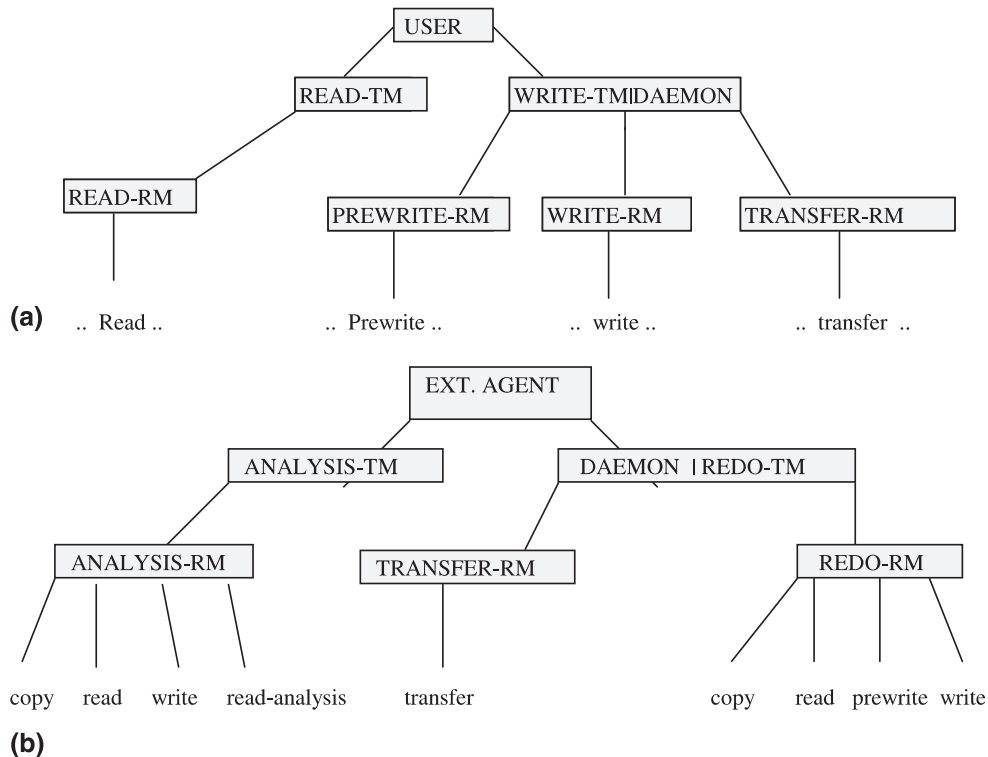 USER
READ-TM
WRITE-TM|DAEMON
READ-RM
PREWRITE-RM
WRITE-RM
TRANSFER-RM
(a)
.. Read ..
.. Prewrite ..
.. write ..
.. transfer ..
EXT. AGENT
ANALYSIS-TM
DAEMON | REDO-TM
ANALYSIS-RM
TRANSFER-RM
REDO-RM
copy
read
write
read-analysis
transfer
copy
read
prewrite
write
(b)